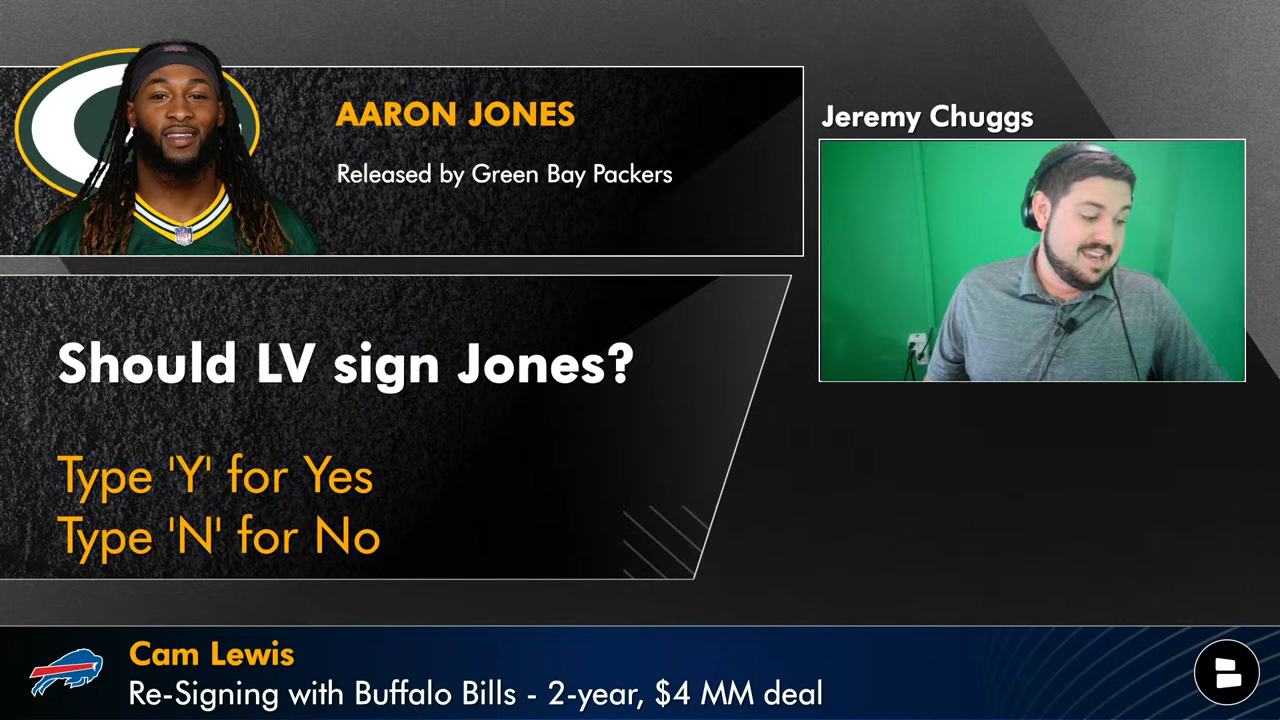 AARON JONES
Released by Green Bay Packers
Jeremy Chuggs
Should LV sign Jones?
Type 'Y' for Yes
Type 'N' for No
Cam Lewis
Re-Signing with Buffalo Bills - 2-year, $4 MM deal